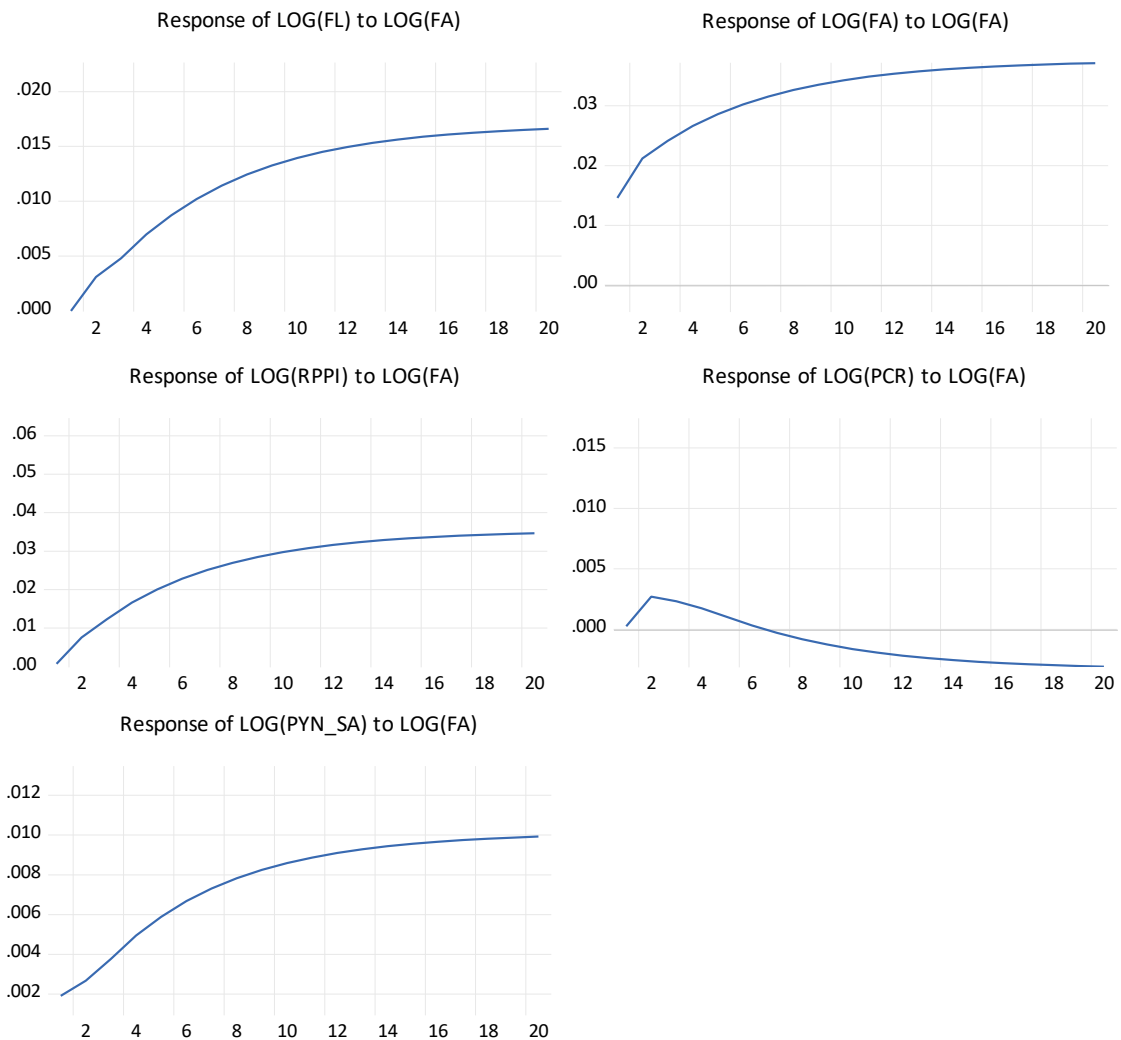 Response of LOG(FL) to LOG(FA)
.020
.015
.010
.005
.000
2 4 6 8 10 12 14 16 18 20
Response of LOG(FA) to LOG(FA)
.03
.02
.01
.00
2 4 6 8 10 12 14 16 18 20
Response of LOG(RPPI) to LOG(FA)
.06
.05
.04
.03
.02
.01
.00
2 4 6 8 10 12 14 16 18 20
Response of LOG(PCR) to LOG(FA)
.015
.010
.005
.000
2 4 6 8 10 12 14 16 18 20
Response of LOG(PYN_SA) to LOG(FA)
.012
.010
.008
.006
.004
.002
2 4 6 8 10 12 14 16 18 20